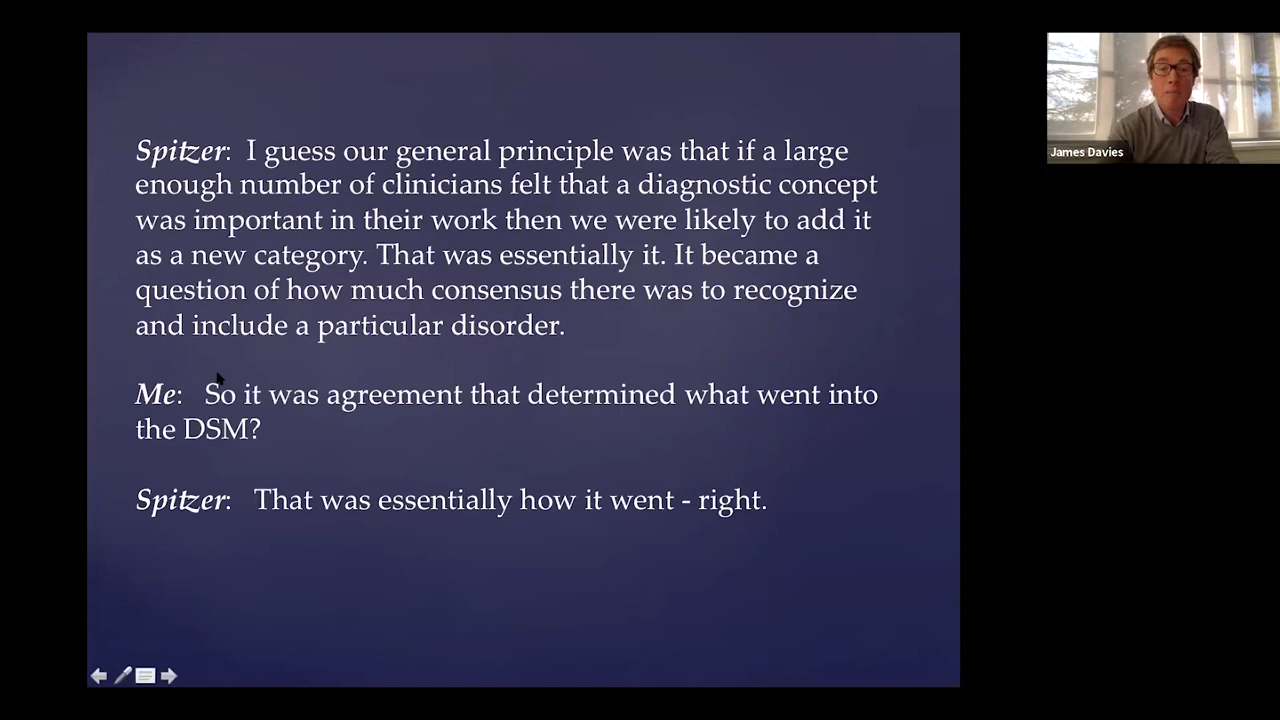 Spitzer: I guess our general principle was that if a large
enough number of clinicians felt that a diagnostic concept
was important in their work then we were likely to add it
as a new category. That was essentially it. It became a
question of how much consensus there was to recognize
and include a particular disorder.
Me: So it was agreement that determined what went into
the DSM?
Spitzer: That was essentially how it went - right.
James Davies